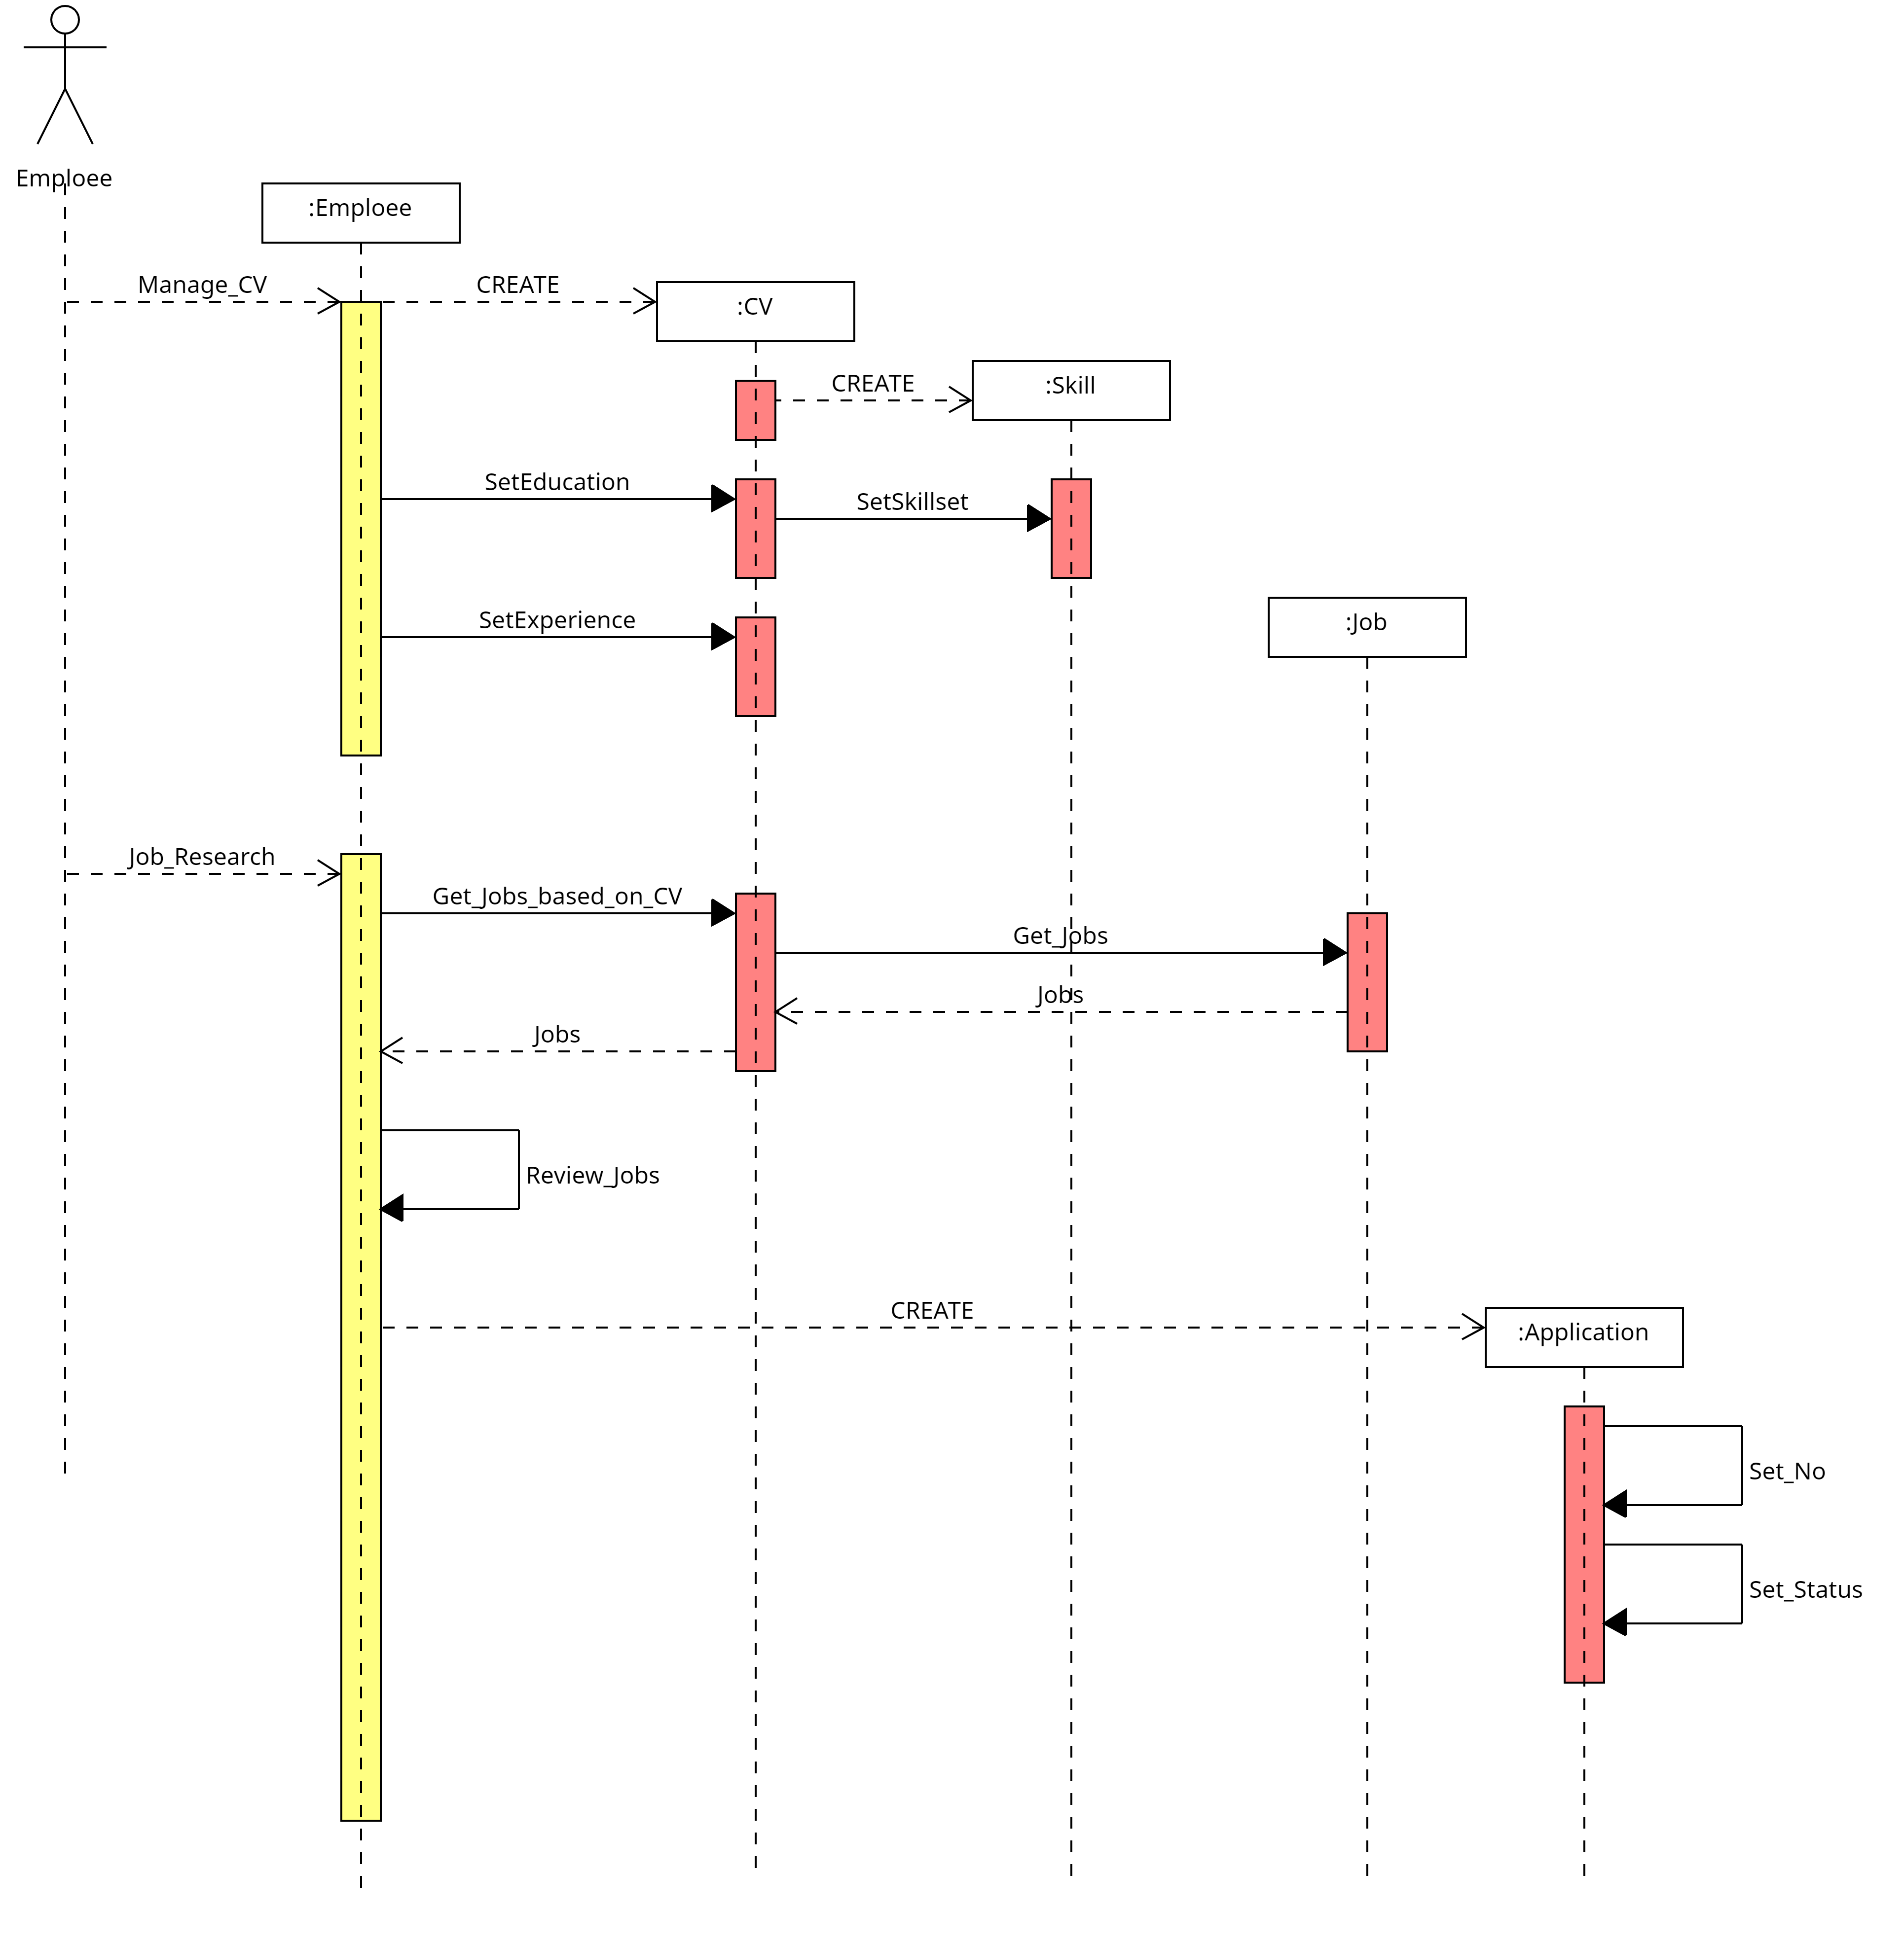 Emploee
:Emploee
Manage_CV
CREATE
:CV
CREATE
:Skill
SetEducation
SetSkillset
SetExperience
:Job
Job_Research
Get_Jobs_based_on_CV
Get_Jobs
Jobs
Jobs
Review_Jobs
CREATE
:Application
Set_No
Set_Status